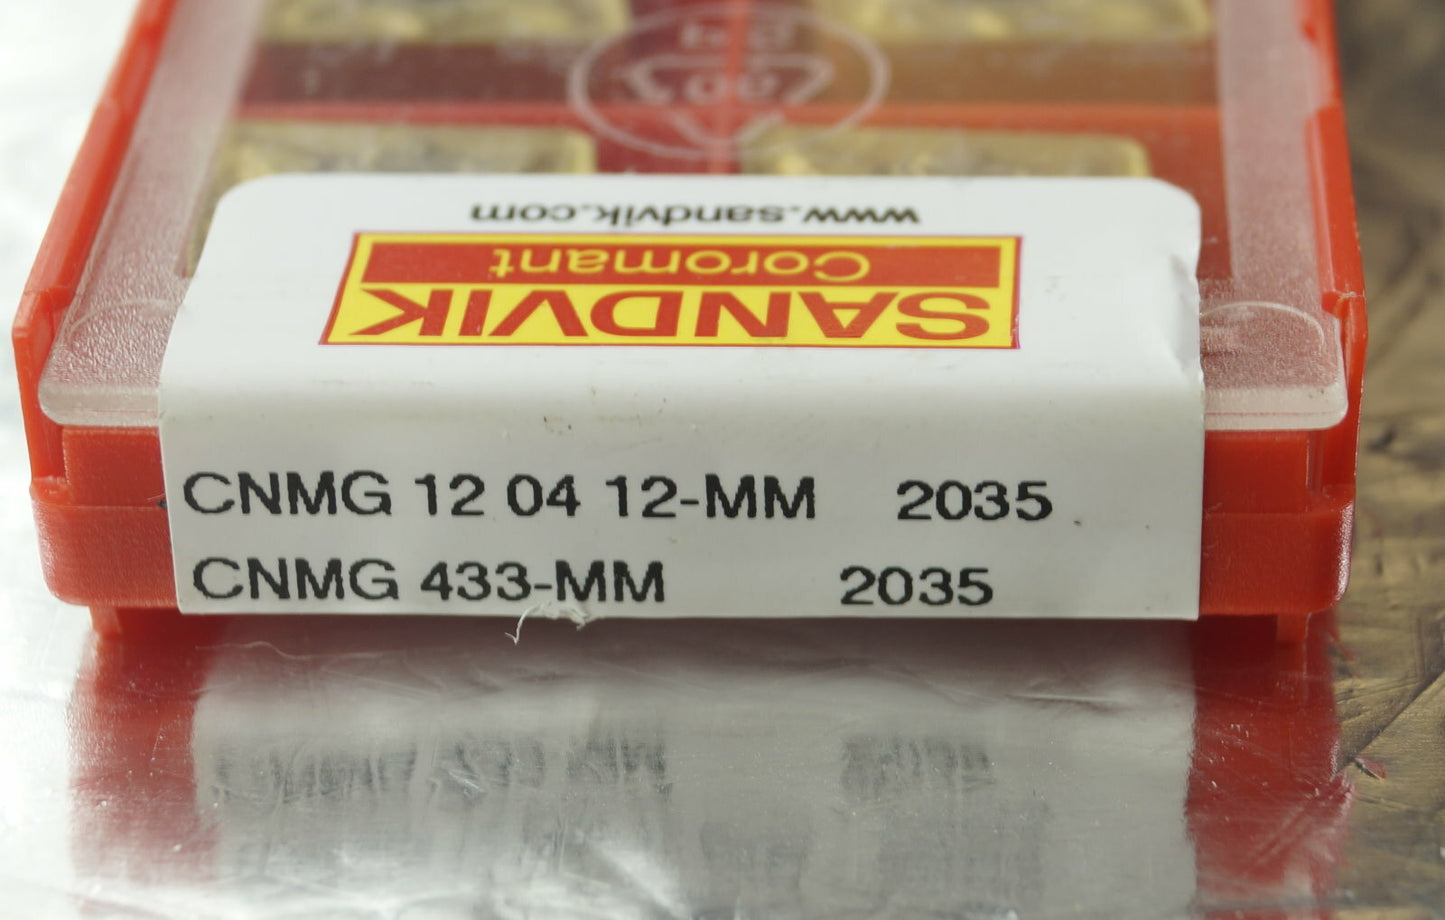 www.sandvik.com
Coromant
SANDVIK
CNMG 12 04 12-MM 2035
CNMG 433-MM 2035